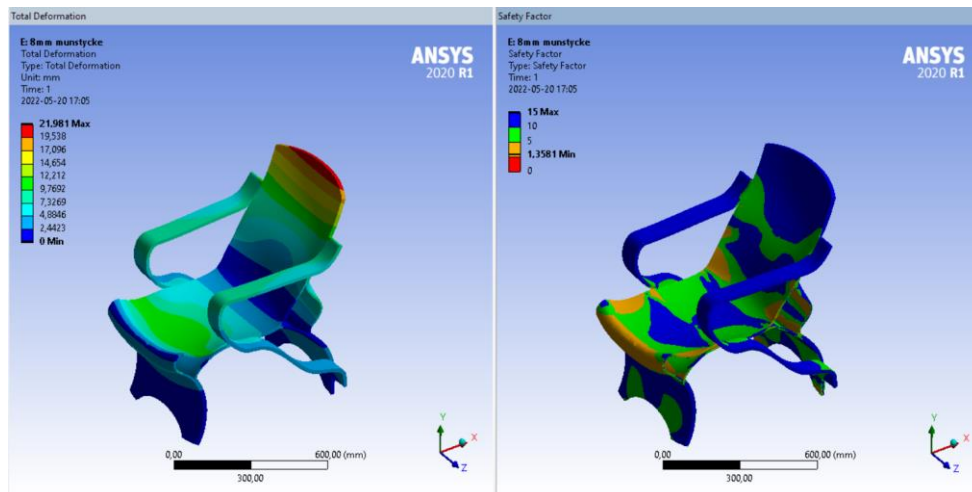 Total Deformation
E: 8mm munstycke
Total Deformation
Type: Total Deformation
Unit: mm
Time: 1
2022-05-20 17:05
21,981 Max
19,538
17,096
14,654
12,212
9,7692
7,3269
4,8846
2,4423
0 Min
ANSYS
2020 R1
0,00
600,00 (mm)
300,00
Y
X
Z
Safety Factor
E: 8mm munstycke
Safety Factor
Type: Safety Factor
Time: 1
2022-05-20 17:05
15 Max
10
5
1,3581 Min
0
ANSYS
2020 R1
0,00
600,00 (mm)
300,00
Y
X
Z